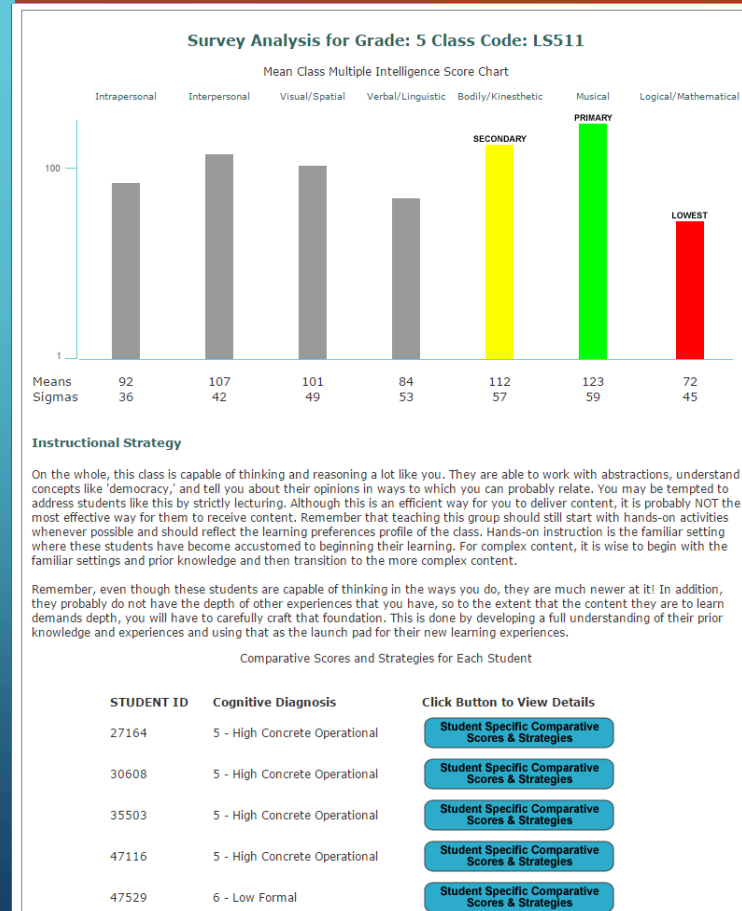 Survey Analysis for Grade: 5 Class Code: LS511
Mean Class Multiple Intelligence Score Chart
Intrapersonal Interpersonal Visual/Spatial Verbal/Linguistic Bodily/Kinesthetic Musical Logical/Mathematical
PRIMARY
SECONDARY
100
LOWEST
1
Means 92 107 101 84 112 123 72
Sigmas 36 42 49 53 57 59 45
Instructional Strategy
On the whole, this class is capable of thinking and reasoning a lot like you. They are able to work with abstractions, understand
concepts like 'democracy,' and tell you about their opinions in ways to which you can probably relate. You may be tempted to
address students like this by strictly lecturing. Although this is an efficient way for you to deliver content, it is probably NOT the
most effective way for them to receive content. Remember that teaching this group should still start with hands-on activities
whenever possible and should reflect the learning preferences profile of the class. Hands-on instruction is the familiar setting
where these students have become accustomed to beginning their learning. For complex content, it is wise to begin with the
familiar settings and prior knowledge and then transition to the more complex content.
Remember, even though these students are capable of thinking in the ways you do, they are much newer at it! In addition,
they probably do not have the depth of other experiences that you have, so to the extent that the content they are to learn
demands depth, you will have to carefully craft that foundation. This is done by developing a full understanding of their prior
knowledge and experiences and using that as the launch pad for their new learning experiences.
Comparative Scores and Strategies for Each Student
STUDENT ID Cognitive Diagnosis Click Button to View Details
27164 5 - High Concrete Operational Student Specific Comparative
Scores & Strategies
30608 5 - High Concrete Operational Student Specific Comparative
Scores & Strategies
35503 5 - High Concrete Operational Student Specific Comparative
Scores & Strategies
47116 5 - High Concrete Operational Student Specific Comparative
Scores & Strategies
47529 6 - Low Formal Student Specific Comparative
Scores & Strategies